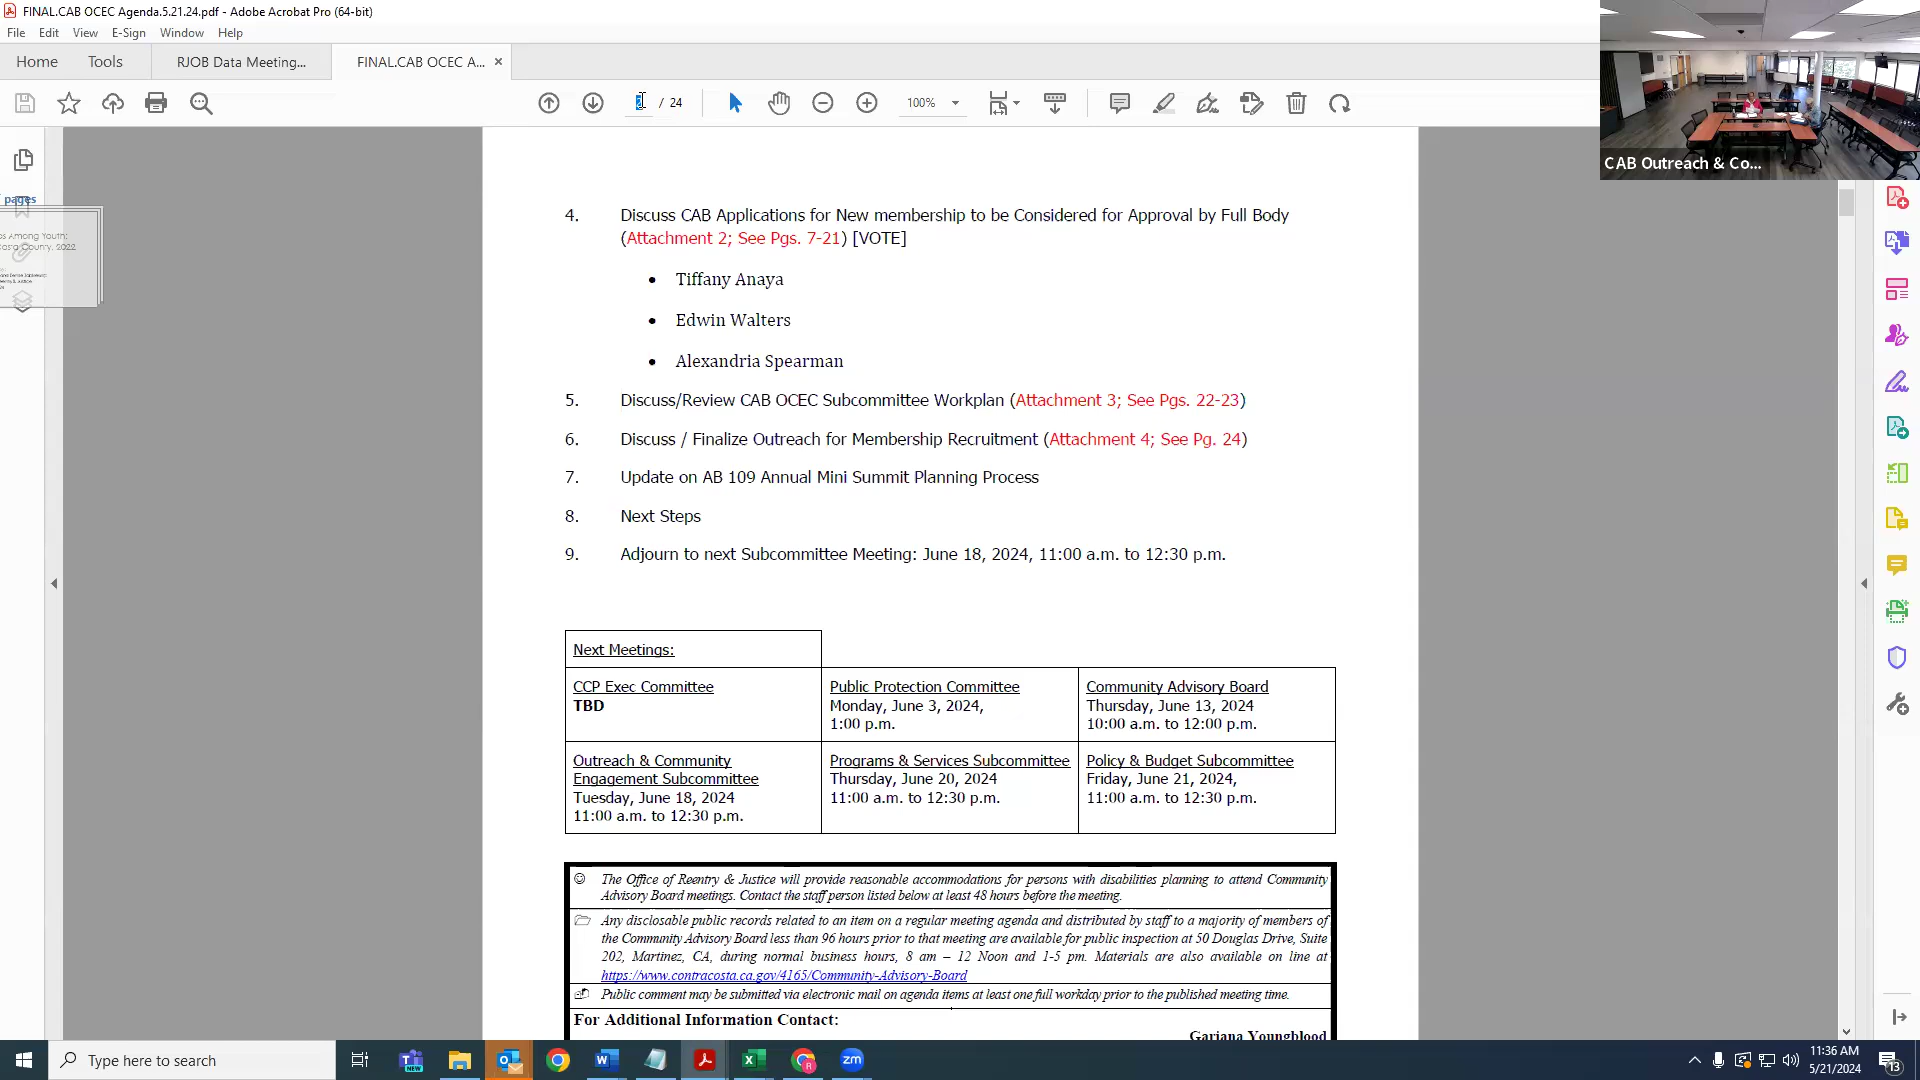 FINAL.CAB OCEC Agenda.5.21.24.pdf - Adobe Acrobat Pro (64-bit)
File Edit View E-Sign Window Help
Home Tools RJOB Data Meeting... FINAL.CAB OCEC A... ×
2 / 24 100%
CAB Outreach & Co...
pages
os Among Youth:
Costa County, 2022
4. Discuss CAB Applications for New membership to be Considered for Approval by Full Body
(Attachment 2; See Pgs. 7-21) [VOTE]
• Tiffany Anaya
• Edwin Walters
• Alexandria Spearman
5. Discuss/Review CAB OCEC Subcommittee Workplan (Attachment 3; See Pgs. 22-23)
6. Discuss / Finalize Outreach for Membership Recruitment (Attachment 4; See Pg. 24)
7. Update on AB 109 Annual Mini Summit Planning Process
8. Next Steps
9. Adjourn to next Subcommittee Meeting: June 18, 2024, 11:00 a.m. to 12:30 p.m.
Next Meetings:
CCP Exec Committee
TBD
Public Protection Committee
Monday, June 3, 2024,
1:00 p.m.
Community Advisory Board
Thursday, June 13, 2024
10:00 a.m. to 12:00 p.m.
Outreach & Community
Engagement Subcommittee
Tuesday, June 18, 2024
11:00 a.m. to 12:30 p.m.
Programs & Services Subcommittee
Thursday, June 20, 2024
11:00 a.m. to 12:30 p.m.
Policy & Budget Subcommittee
Friday, June 21, 2024,
11:00 a.m. to 12:30 p.m.
The Office of Reentry & Justice will provide reasonable accommodations for persons with disabilities planning to attend Community
Advisory Board meetings. Contact the staff person listed below at least 48 hours before the meeting.
Any disclosable public records related to an item on a regular meeting agenda and distributed by staff to a majority of members of
the Community Advisory Board less than 96 hours prior to that meeting are available for public inspection at 50 Douglas Drive, Suite
202, Martinez, CA, during normal business hours, 8 am – 12 Noon and 1-5 pm. Materials are also available on line at
https://www.contracosta.ca.gov/4165/Community-Advisory-Board
Public comment may be submitted via electronic mail on agenda items at least one full workday prior to the published meeting time.
For Additional Information Contact:
Gariana Youngblood
Type here to search
NEW
zm
11:36 AM
5/21/2024
13